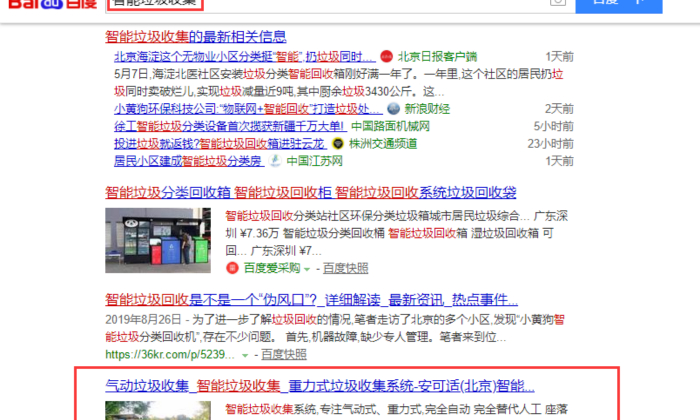 Bai 百度
智能垃圾收集
百度一下
智能垃圾收集的最新相关信息
北京海淀这个无物业小区分类挺“智能”,扔垃圾同时... 北京日报客户端 1天前
5月7日，海淀北医社区安装垃圾分类智能回收箱刚好满一年了。一年里,这个社区的居民扔垃
圾同时卖破烂儿,实现垃圾减量近9吨,其中厨余垃圾3430公斤。这...
小黄狗环保科技公司:“物联网+智能回收”打造垃圾处... 新浪财经 2天前
徐工智能垃圾分类设备首次揽获新疆千万大单! 中国路面机械网 5小时前
投进垃圾就返钱?智能垃圾回收箱进驻云龙 株洲交通频道 23小时前
居民小区建成智能垃圾分类房 中国江苏网 1天前
智能垃圾分类回收箱 智能垃圾回收柜 智能垃圾回收系统垃圾回收袋
智能垃圾回收分类站社区环保分类垃圾箱城市居民垃圾综合... 广东深
圳 ¥7.36万 智能垃圾分类回收桶 智能垃圾回收箱 湿垃圾回收箱 可
回... 广东深圳 ¥7...
百度爱采购 - 百度快照
智能垃圾回收是不是一个“伪风口”?_详细解读_最新资讯_热点事件...
2019年8月26日 - 为了进一步了解垃圾回收的情况,笔者走访了北京的多个小区,发现“小黄狗智
能垃圾分类回收机”,存在不少问题。 首先,机器故障,缺少专人管理。笔者来到位...
https://36kr.com/p/5239... - 百度快照
气动垃圾收集_智能垃圾收集_重力式垃圾收集系统-安可适(北京)智能...
智能垃圾收集系统,专注气动式、重力式,完全自动 完全替代人工 座落